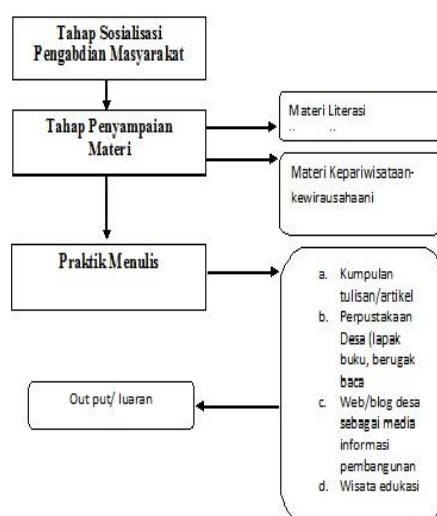 Tahap Sosialisasi
Pengabdian Masyarakat
Tahap Penyampaian
Materi
Materi Literasi
Materi Kepariwisataan-
kewirausahaani
Praktik Menulis
a. Kumpulan
tulisan/artikel
b. Perpustakaan
Desa (lapak
buku, berugak
baca
c. Web/blog desa
sebagai media
informasi
pembangunan
d. Wisata edukasi
Out put/ luaran